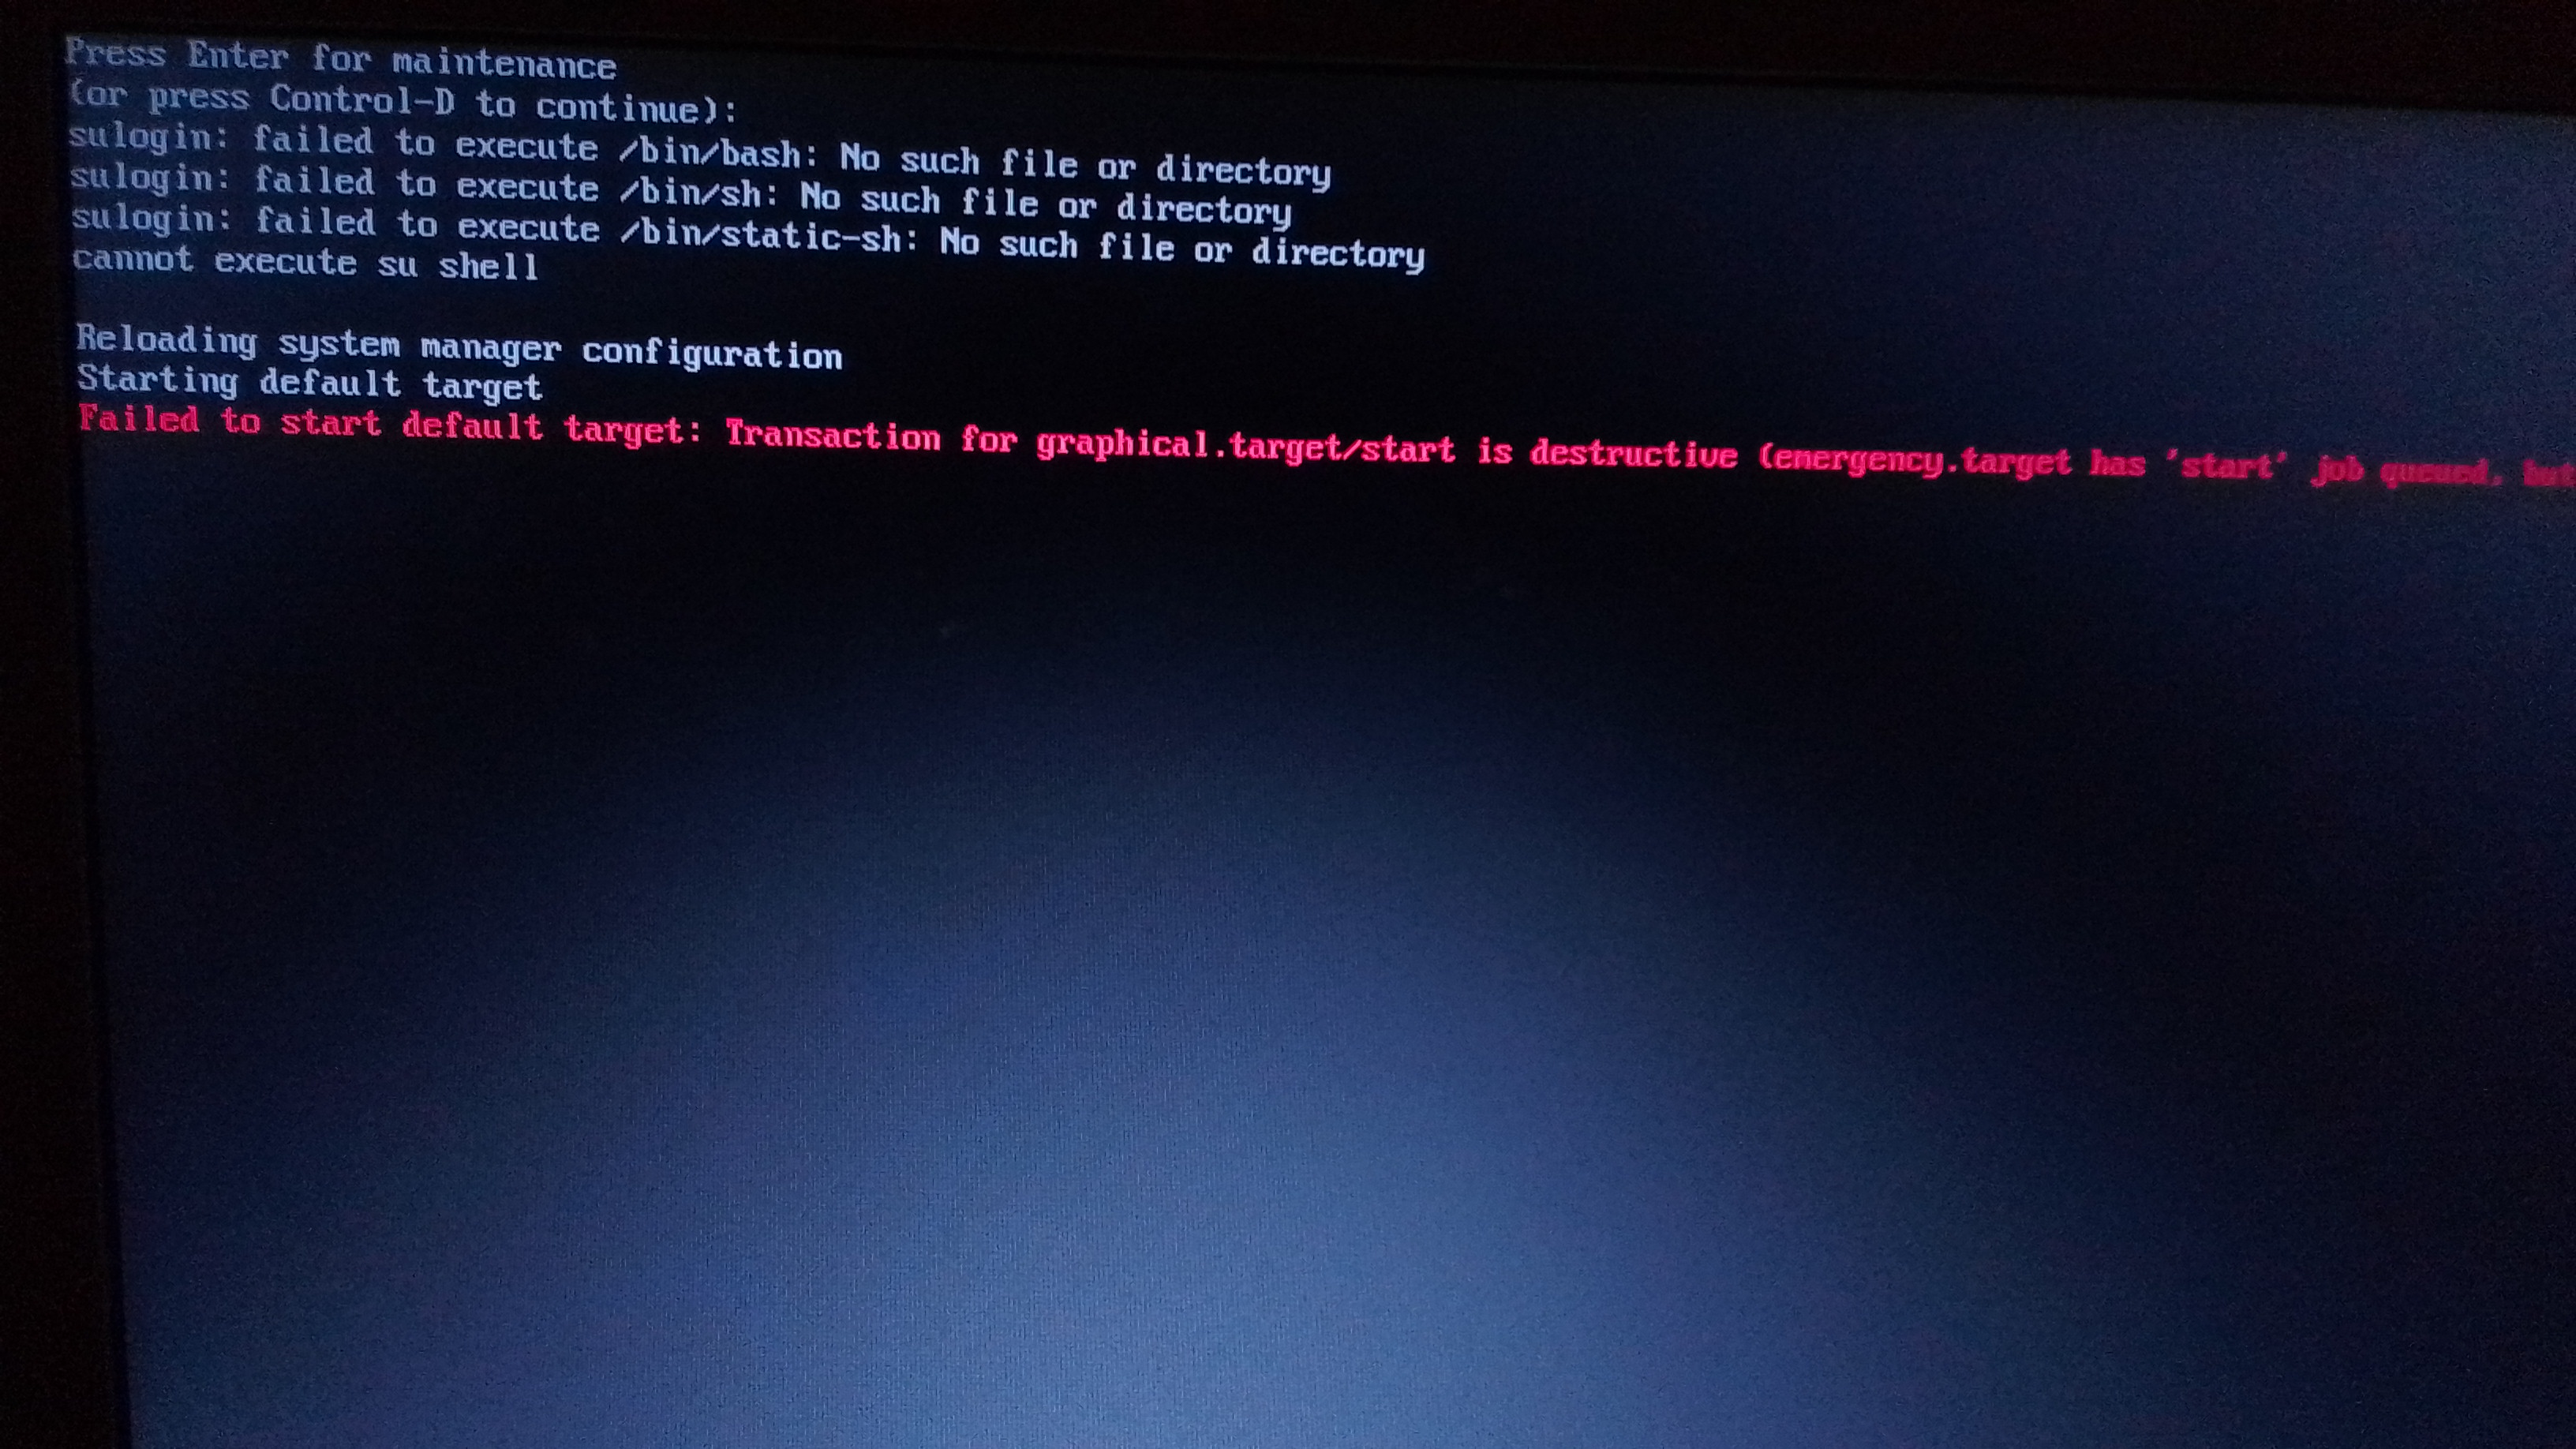 Press Enter for maintenance
(or press Control-D to continue):
sulogin: failed to execute /bin/bash: No such file or directory
sulogin: failed to execute /bin/sh: No such file or directory
sulogin: failed to execute /bin/static-sh: No such file or directory
cannot execute su shell
Reloading system manager configuration
Starting default target
Failed to start default target: Transaction for graphical.target/start is destructive (emergency.target has 'start' job queued, but